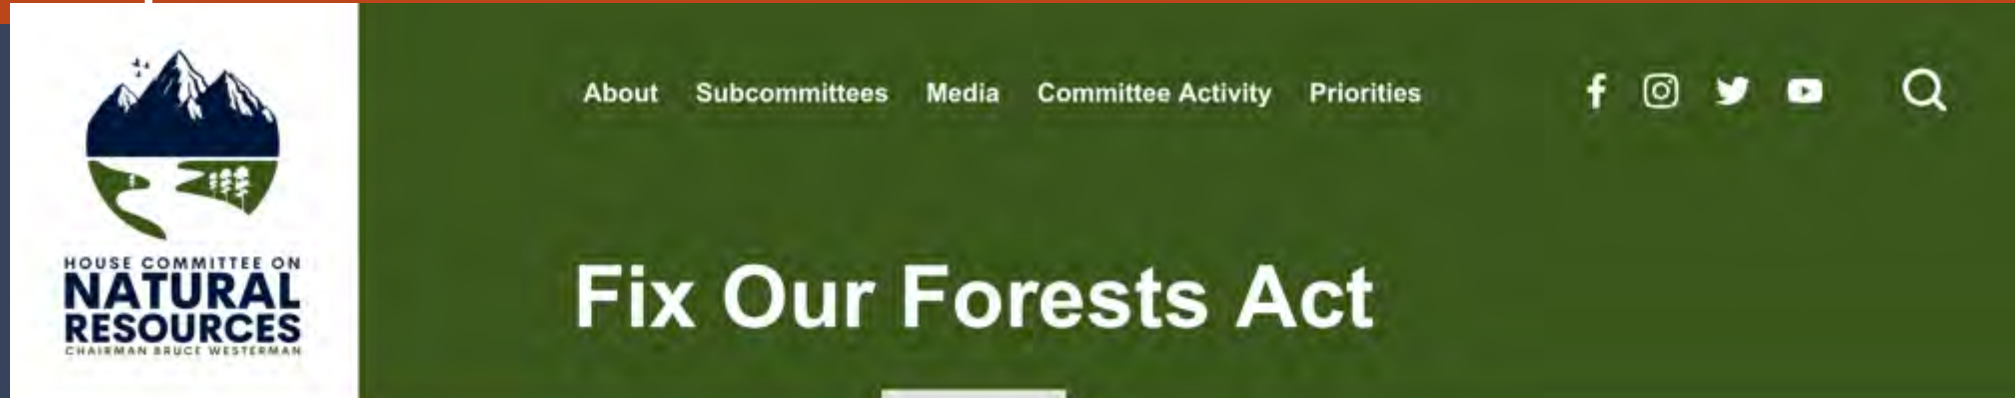 HOUSE COMMITTEE ON
NATURAL
RESOURCES
CHAIRMAN BRUCE WESTERMAN
About Subcommittees Media Committee Activity Priorities
Fix Our Forests Act